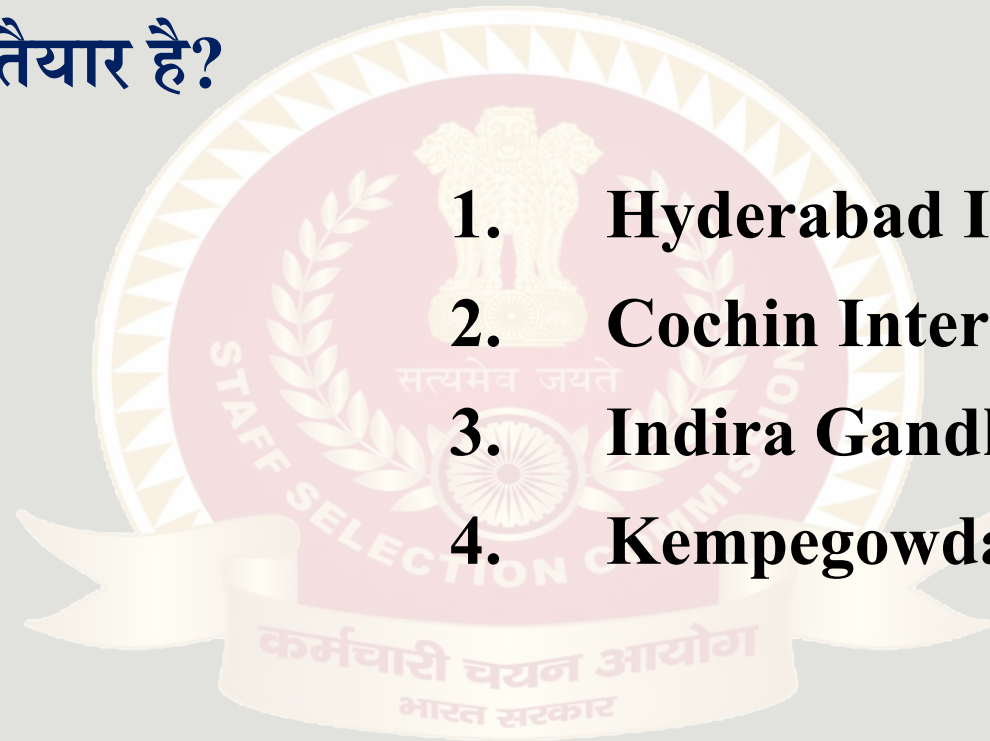 तैयार है?
1. Hyderabad I
2. Cochin Inter
3. Indira Gandh
4. Kempegowda
सत्यमेव जयते
STAFF SELECTION COMMISSION
कर्मचारी चयन आयोग
भारत सरकार